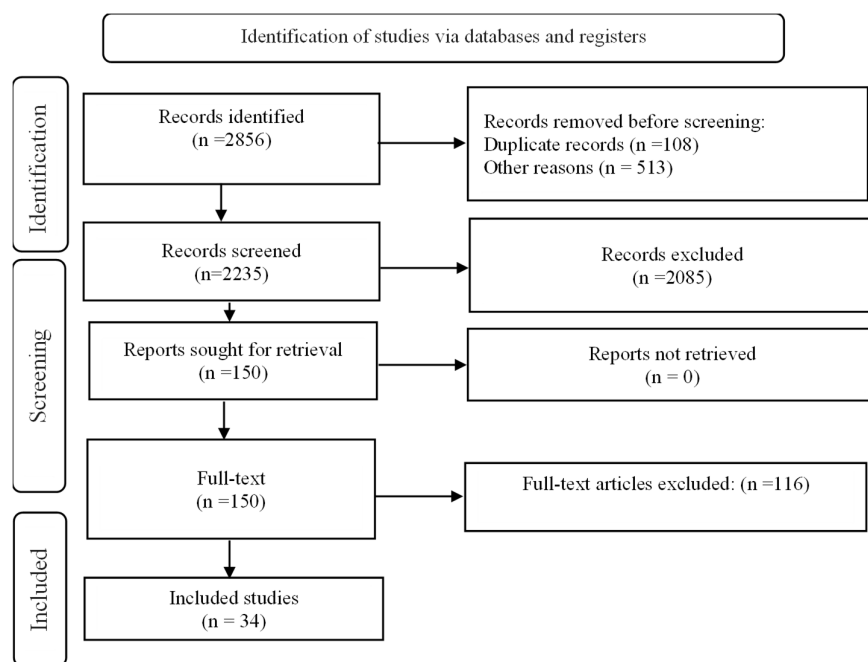 Identification of studies via databases and registers
Identification
Records identified
(n =2856)
Records removed before screening:
Duplicate records (n =108)
Other reasons (n = 513)
Records screened
(n=2235)
Records excluded
(n =2085)
Screening
Reports sought for retrieval
(n =150)
Reports not retrieved
(n = 0)
Full-text
(n =150)
Full-text articles excluded: (n =116)
Included
Included studies
(n = 34)